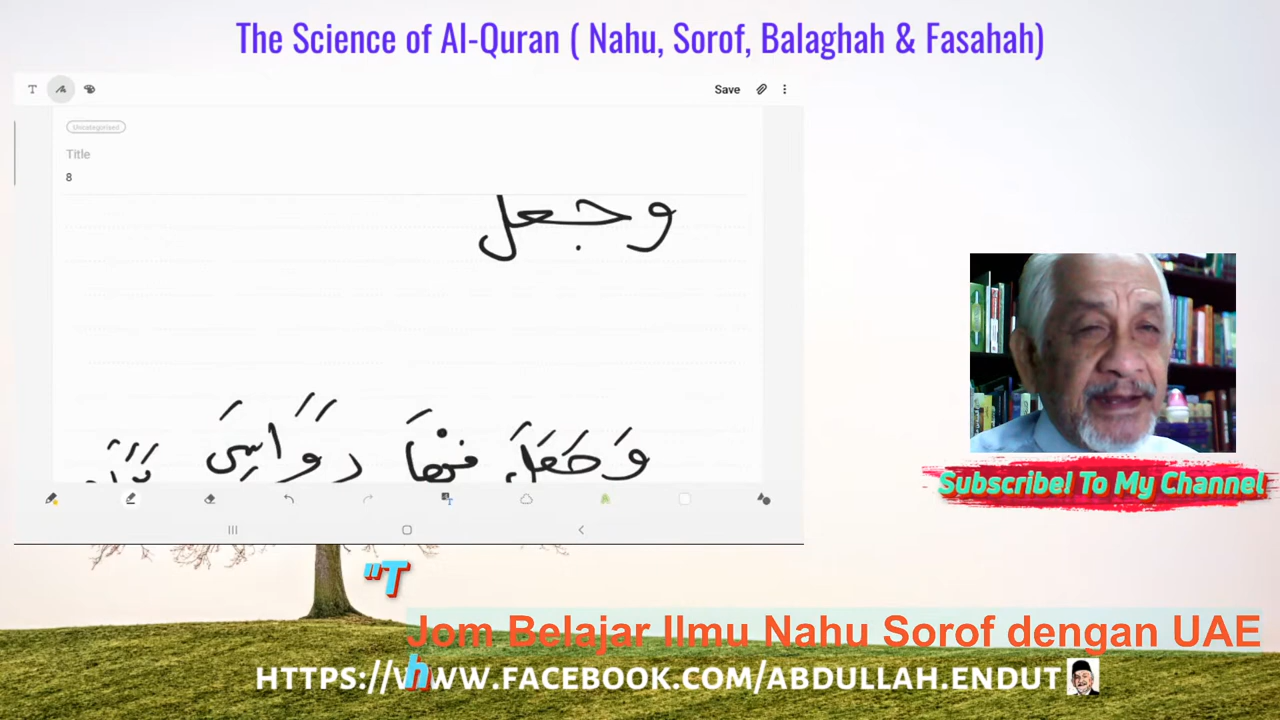 The Science of Al-Quran ( Nahu, Sorof, Balaghah & Fasahah)
T
Save
Uncategorised
Title
8
وجعل
وَجَعَلَ فِيْهَا رَوَاسِيَ
Subscribe! To My Channel
"T
Jom Belajar Ilmu Nahu Sorof dengan UAE
h
HTTPS://WWW.FACEBOOK.COM/ABDULLAH.ENDUT